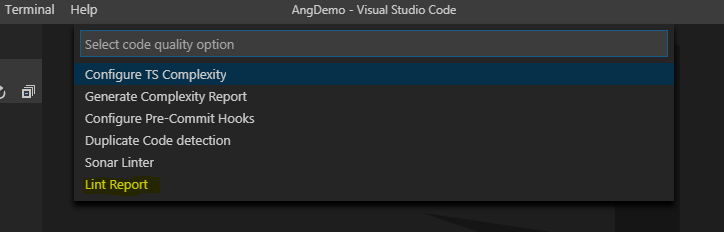 Terminal Help AngDemo - Visual Studio Code
Select code quality option
Configure TS Complexity
Generate Complexity Report
Configure Pre-Commit Hooks
Duplicate Code detection
Sonar Linter
Lint Report